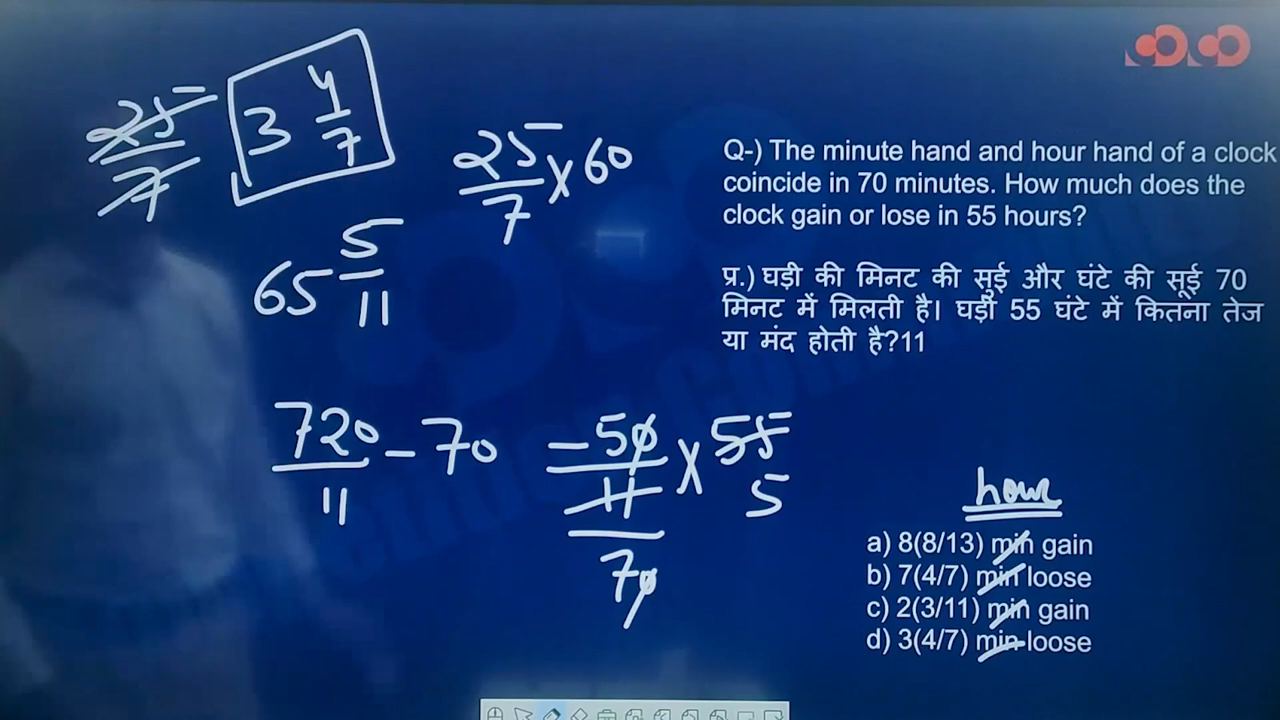 25/7 3 4/7
25/7 x 60
65 5/11
720/11 - 70
-50/11/70 x 55
5
Q-) The minute hand and hour hand of a clock
coincide in 70 minutes. How much does the
clock gain or lose in 55 hours?
प्र.) घड़ी की मिनट की सुई और घंटे की सूई 70
मिनट में मिलती है। घड़ी 55 घंटे में कितना तेज
या मंद होती है?11
hour
a) 8(8/13) min gain
b) 7(4/7) min loose
c) 2(3/11) min gain
d) 3(4/7) min loose